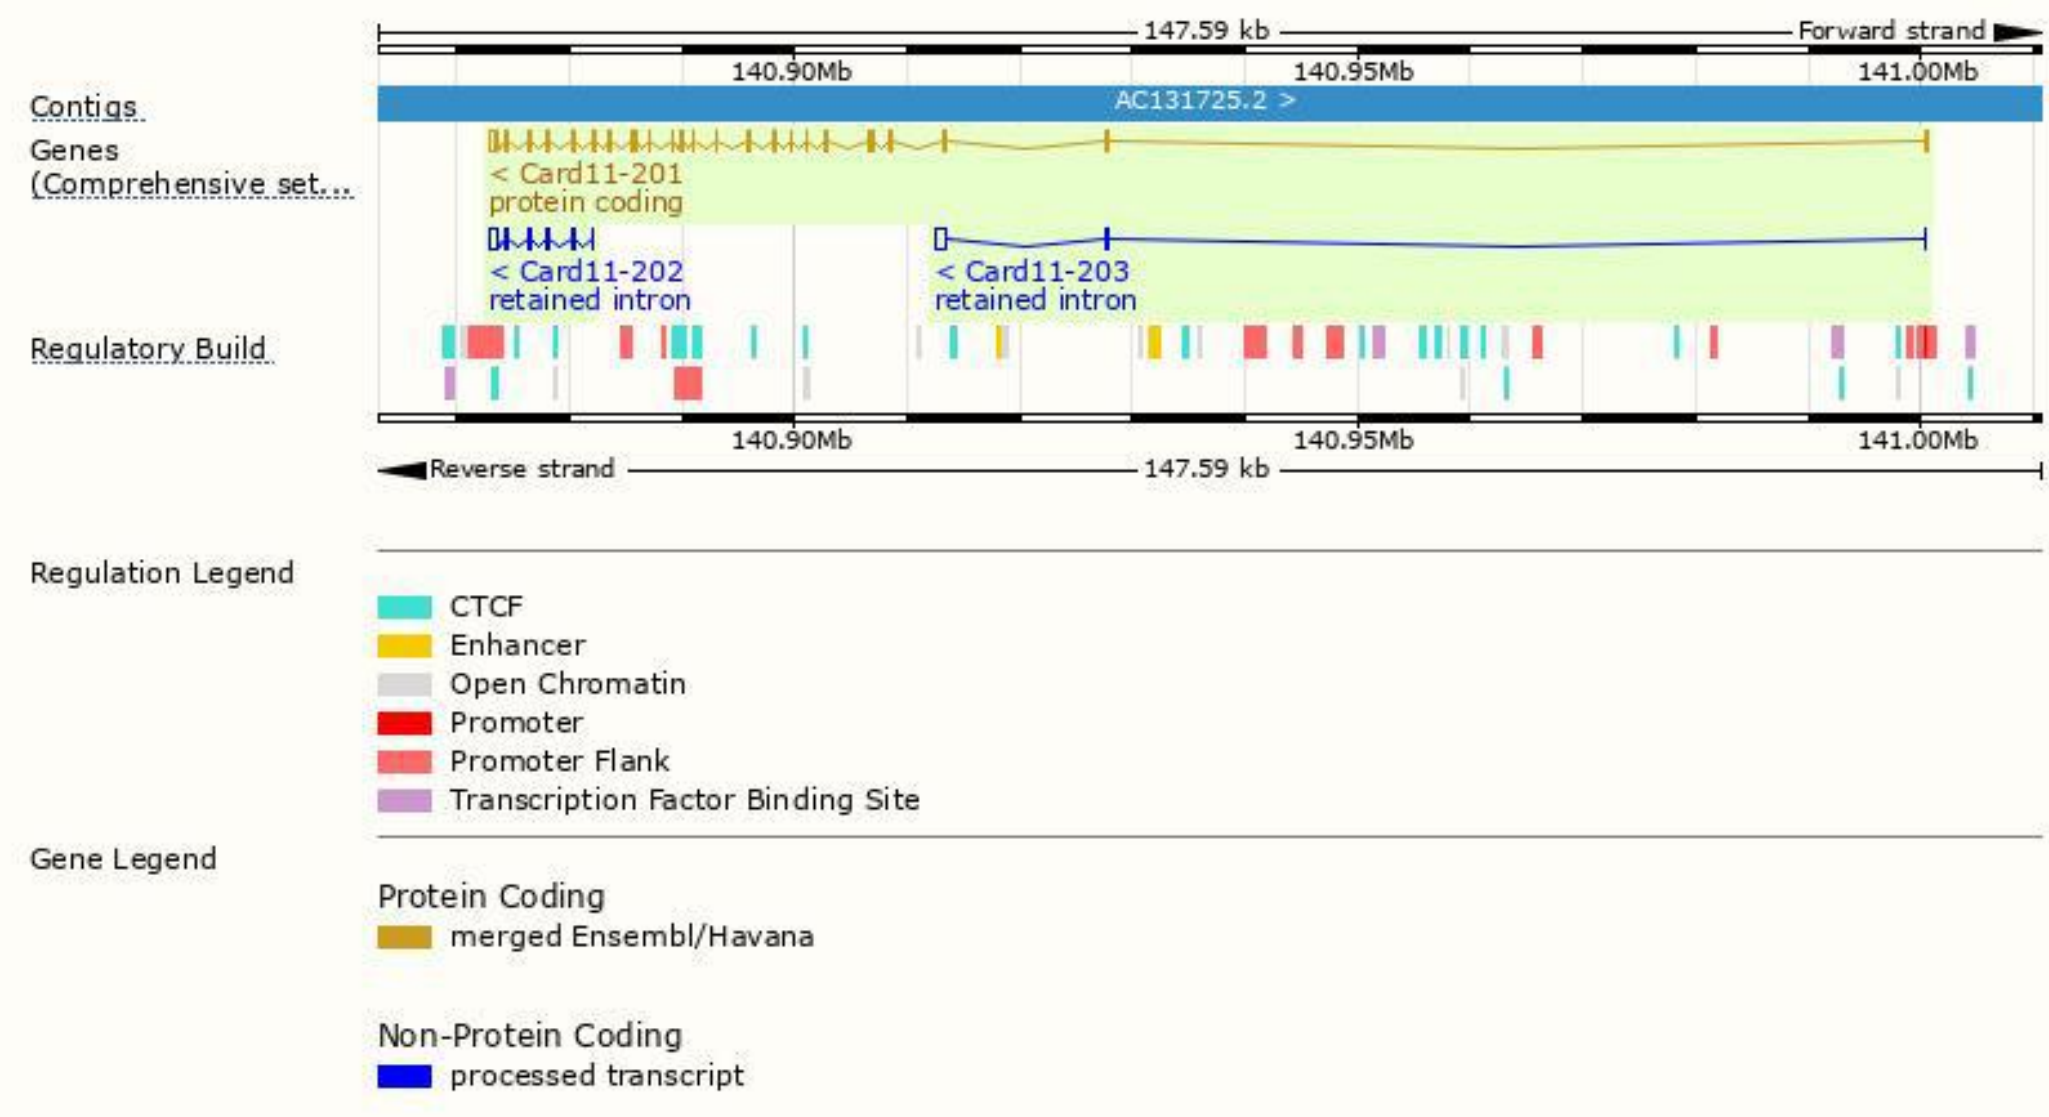 147.59 kb Forward strand
140.90Mb 140.95Mb 141.00Mb
Contigs AC131725.2 >
Genes
(Comprehensive set...
< Card11-201
protein coding
< Card11-202 < Card11-203
retained intron retained intron
Regulatory Build
140.90Mb 140.95Mb 141.00Mb
Reverse strand 147.59 kb
Regulation Legend
CTCF
Enhancer
Open Chromatin
Promoter
Promoter Flank
Transcription Factor Binding Site
Gene Legend
Protein Coding
merged Ensembl/Havana
Non-Protein Coding
processed transcript